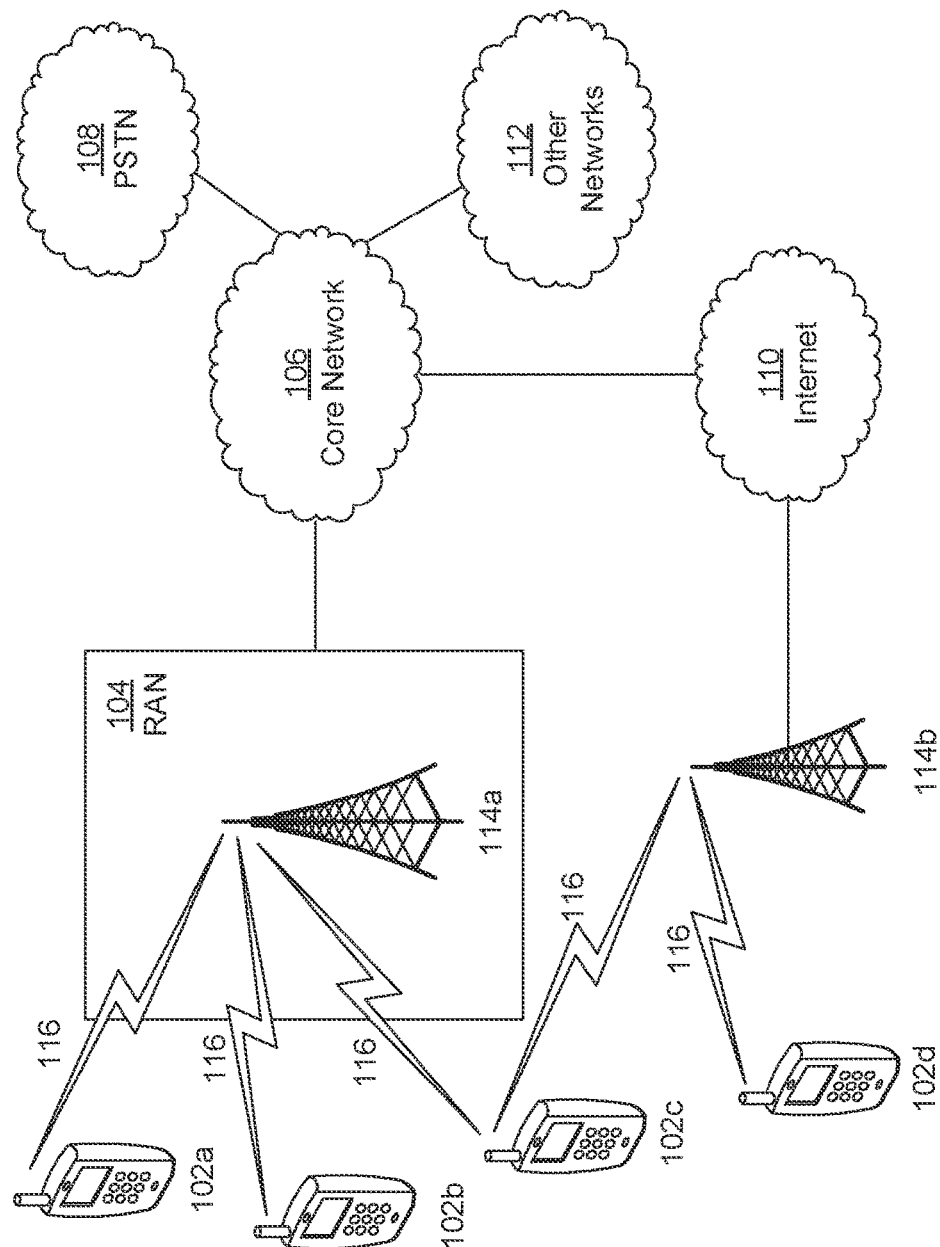 102a
116
102b
116
102c
116
102d
116
116
104
RAN
114a
114b
106
Core Network
108
PSTN
110
Internet
112
Other
Networks